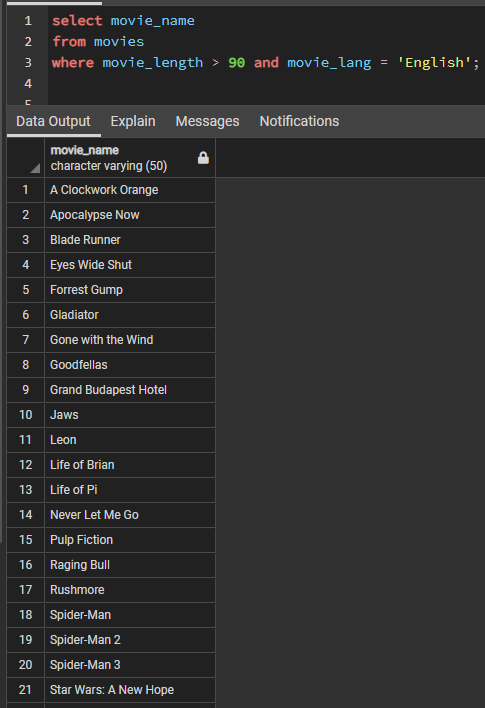 1 select movie_name
2 from movies
3 where movie_length > 90 and movie_lang = 'English';
4
5
Data Output Explain Messages Notifications
movie_name
character varying (50)
1 A Clockwork Orange
2 Apocalypse Now
3 Blade Runner
4 Eyes Wide Shut
5 Forrest Gump
6 Gladiator
7 Gone with the Wind
8 Goodfellas
9 Grand Budapest Hotel
10 Jaws
11 Leon
12 Life of Brian
13 Life of Pi
14 Never Let Me Go
15 Pulp Fiction
16 Raging Bull
17 Rushmore
18 Spider-Man
19 Spider-Man 2
20 Spider-Man 3
21 Star Wars: A New Hope